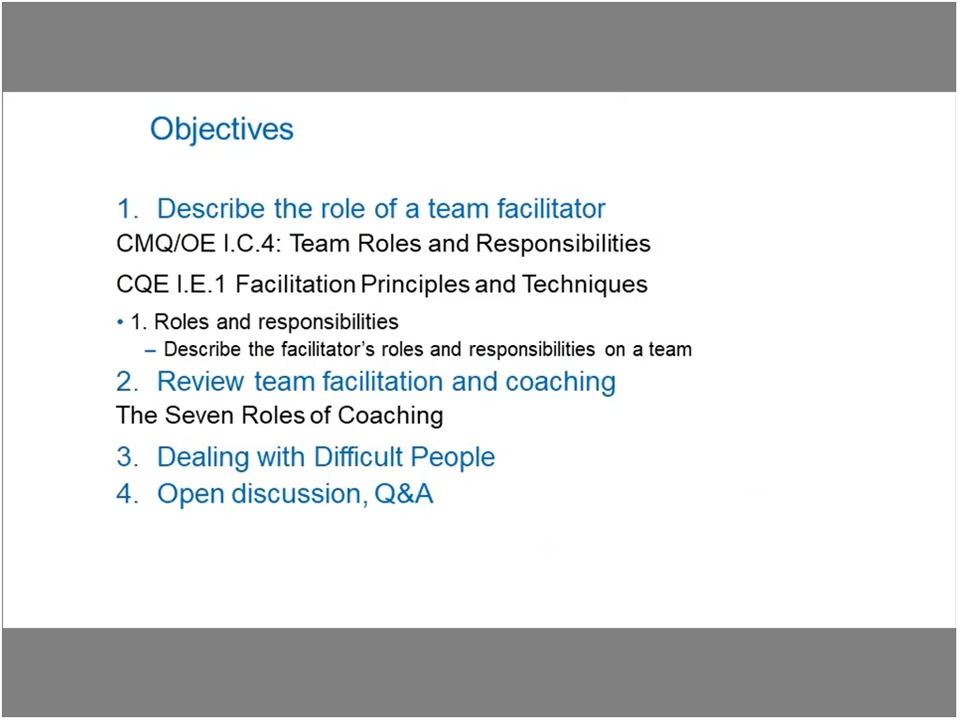 Objectives
1. Describe the role of a team facilitator
CMQ/OE I.C.4: Team Roles and Responsibilities
CQE I.E.1 Facilitation Principles and Techniques
• 1. Roles and responsibilities
– Describe the facilitator's roles and responsibilities on a team
2. Review team facilitation and coaching
The Seven Roles of Coaching
3. Dealing with Difficult People
4. Open discussion, Q&A